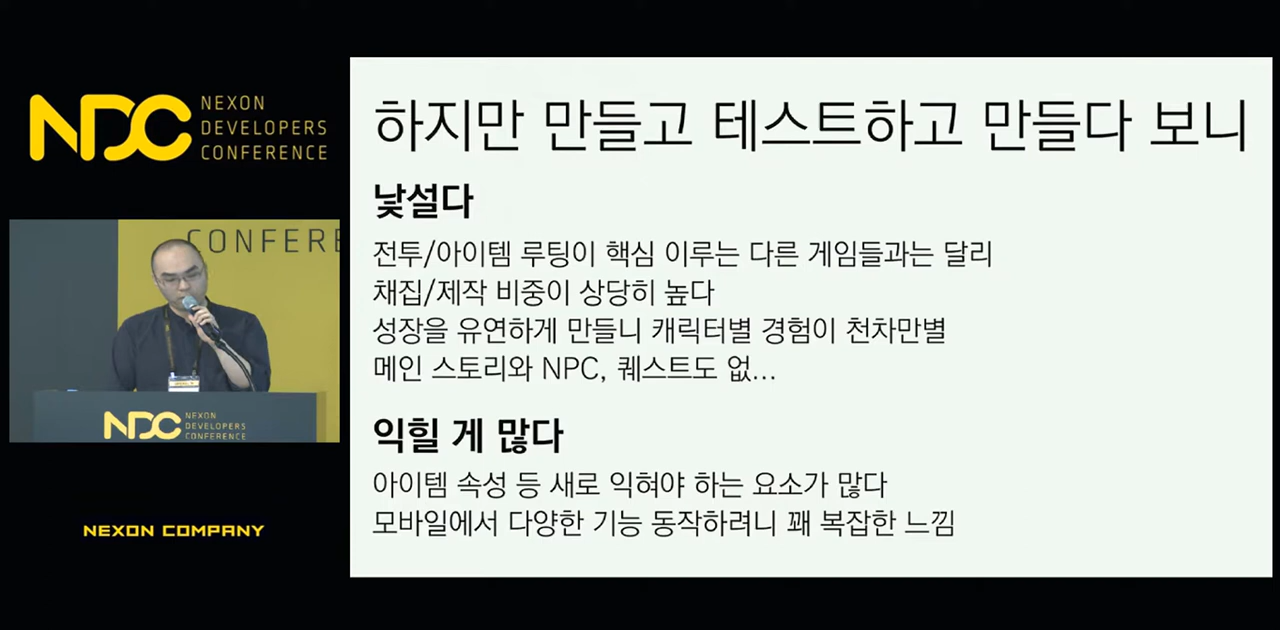 NDC
NEXON
DEVELOPERS
CONFERENCE
CONFERE
NDC
NEXON
DEVELOPERS
CONFERENCE
NEXON COMPANY
하지만 만들고 테스트하고 만들다 보니
낯설다
전투/아이템 루팅이 핵심 이루는 다른 게임들과는 달리
채집/제작 비중이 상당히 높다
성장을 유연하게 만들니 캐릭터별 경험이 천차만별
메인 스토리와 NPC, 퀘스트도 없...
익힐 게 많다
아이템 속성 등 새로 익혀야 하는 요소가 많다
모바일에서 다양한 기능 동작하려니 꽤 복잡한 느낌